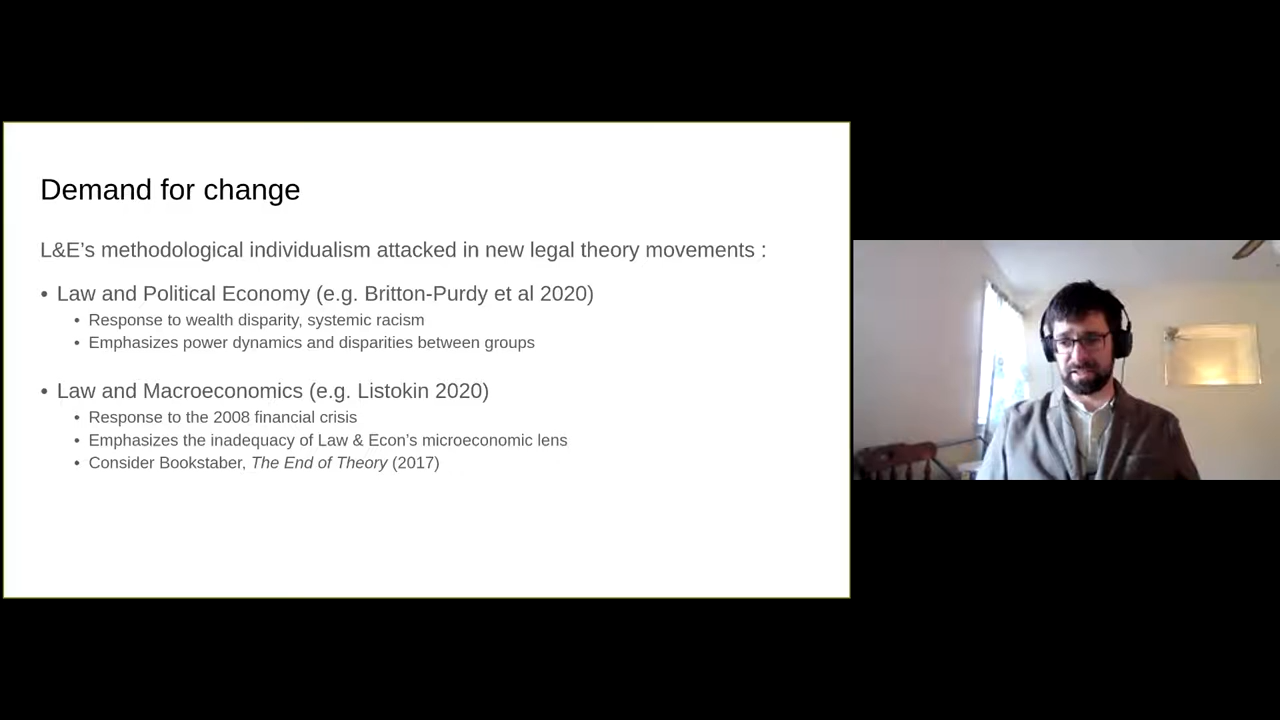 Demand for change
L&E's methodological individualism attacked in new legal theory movements :
• Law and Political Economy (e.g. Britton-Purdy et al 2020)
• Response to wealth disparity, systemic racism
• Emphasizes power dynamics and disparities between groups
• Law and Macroeconomics (e.g. Listokin 2020)
• Response to the 2008 financial crisis
• Emphasizes the inadequacy of Law & Econ's microeconomic lens
• Consider Bookstaber, The End of Theory (2017)